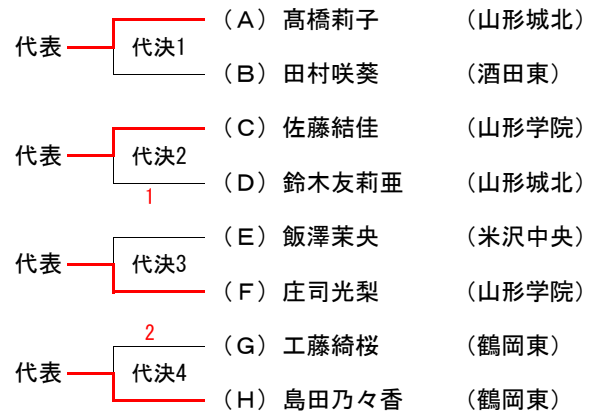 （A）髙橋莉子 （山形城北）
代表 代決1
（B）田村咲葵 （酒田東）
（C）佐藤結佳 （山形学院）
代表 代決2
（D）鈴木友莉亜 （山形城北）
1
（E）飯澤茉央 （米沢中央）
代表 代決3
（F）庄司光梨 （山形学院）
2
（G）工藤綺桜 （鶴岡東）
代表 代決4
（H）島田乃々香 （鶴岡東）